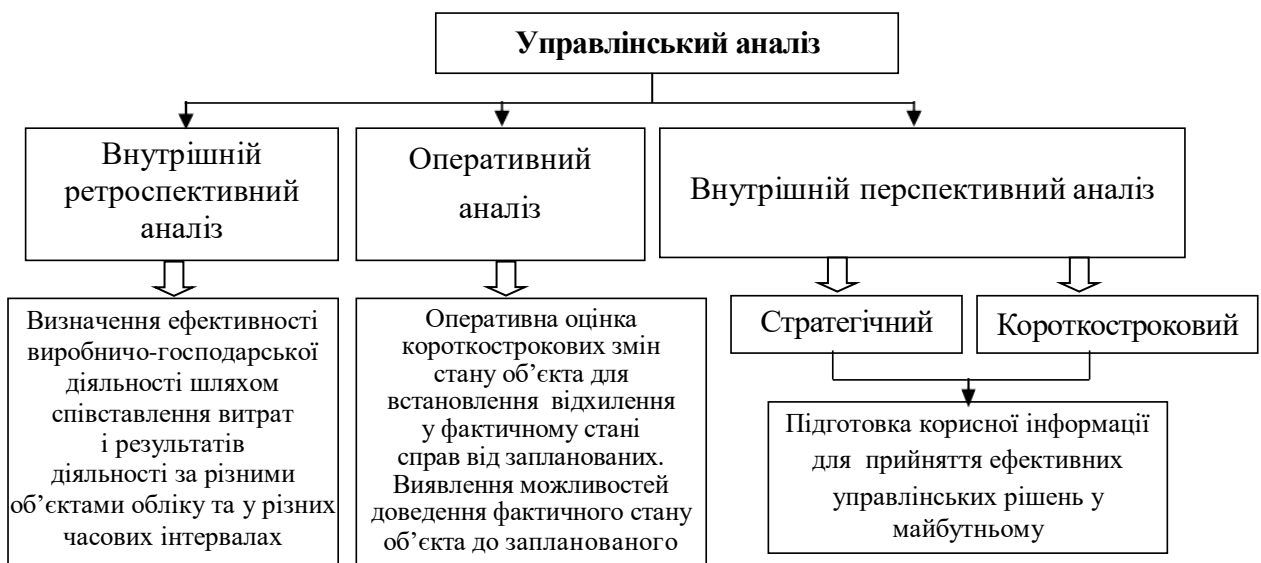 Управлінський аналіз
Внутрішній
ретроспективний
аналіз
Оперативний
аналіз
Внутрішній перспективний аналіз
Визначення ефективності
виробничо-господарської
діяльності шляхом
співставлення витрат
і результатів
діяльності за різними
об’єктами обліку та у різних
часових інтервалах
Оперативна оцінка
короткострокових змін
стану об’єкта для
встановлення відхилення
у фактичному стані
справ від запланованих.
Виявлення можливостей
доведення фактичного стану
об’єкта до запланованого
Стратегічний
Короткостроковий
Підготовка корисної інформації
для прийняття ефективних
управлінських рішень у
майбутньому